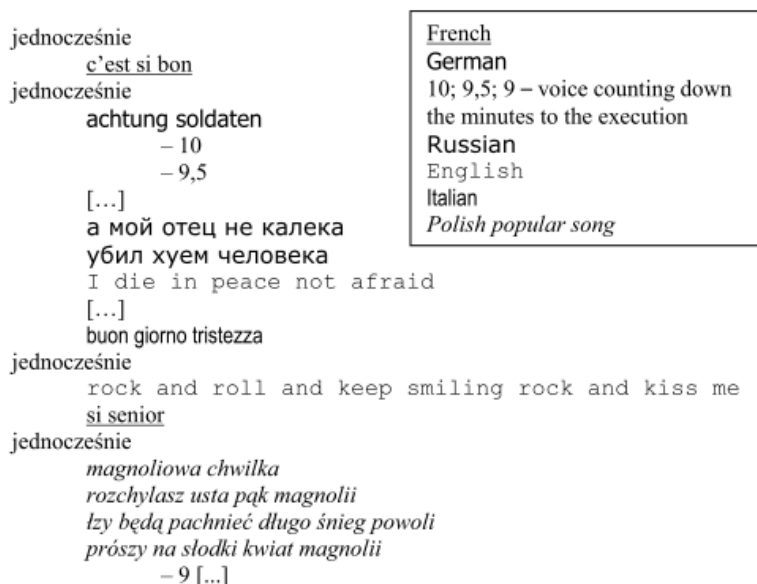 jednocześnie
c’est si bon
jednocześnie
achtung soldaten
– 10
– 9,5
[…]
а мой отец не калека
убил хуем человека
I die in peace not afraid
[…]
buon giorno tristezza
jednocześnie
rock and roll and keep smiling rock and kiss me
si senior
jednocześnie
magnoliowa chwilka
rozchylasz usta pąk magnolii
łzy będą pachnieć długo śnieg powoli
prószy na słodki kwiat magnolii
– 9 [...]
French
German
10; 9,5; 9 – voice counting down
the minutes to the execution
Russian
English
Italian
Polish popular song